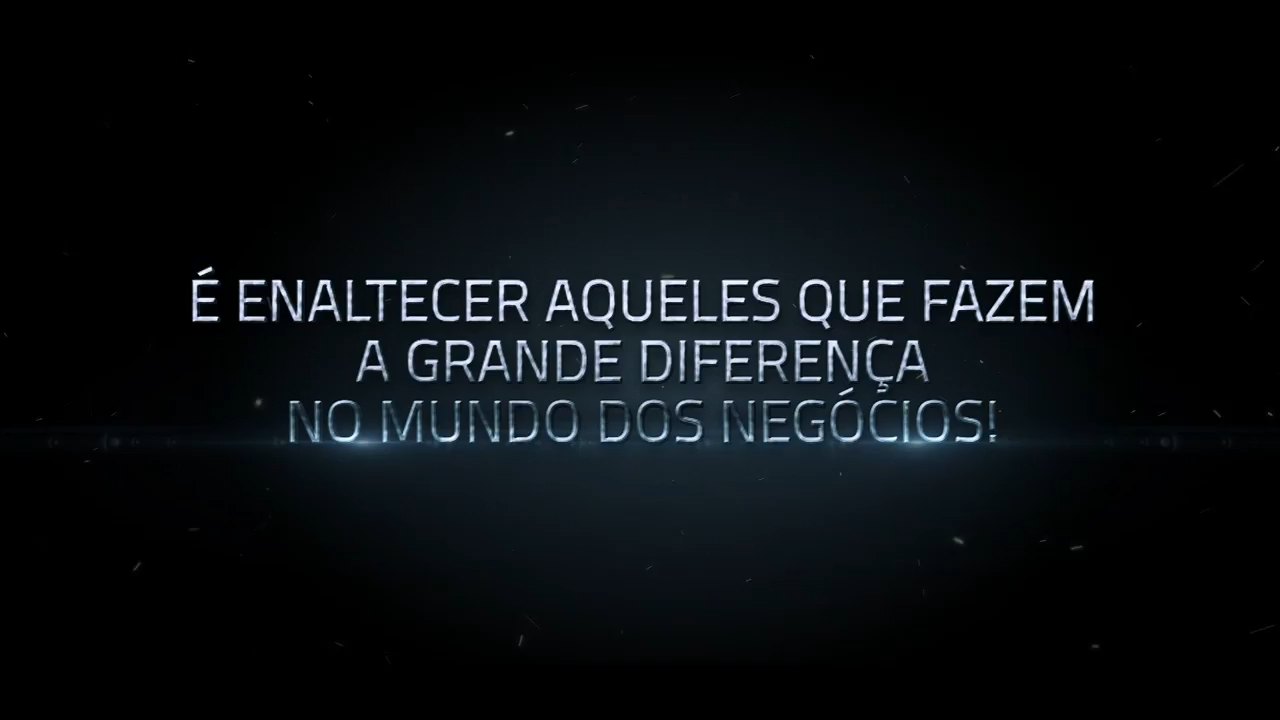 É ENALTECER AQUELES QUE FAZEM
A GRANDE DIFERENÇA
NO MUNDO DOS NEGÓCIOS!